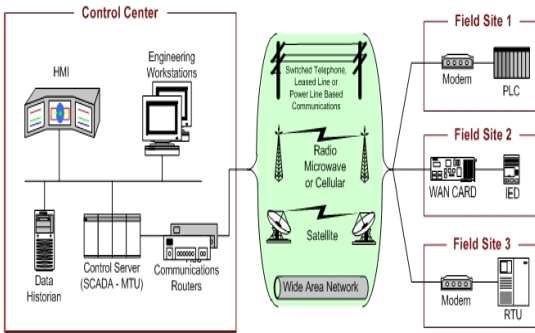 Control Center
HMI
Engineering
Workstations
Data
Historian
Control Server
(SCADA - MTU)
Communications
Routers
Switched Telephone,
Leased Line or
Power Line Based
Communications
Radio
Microwave
or Cellular
Satellite
Wide Area Network
Field Site 1
Modem
PLC
Field Site 2
WAN CARD
IED
Field Site 3
Modem
RTU